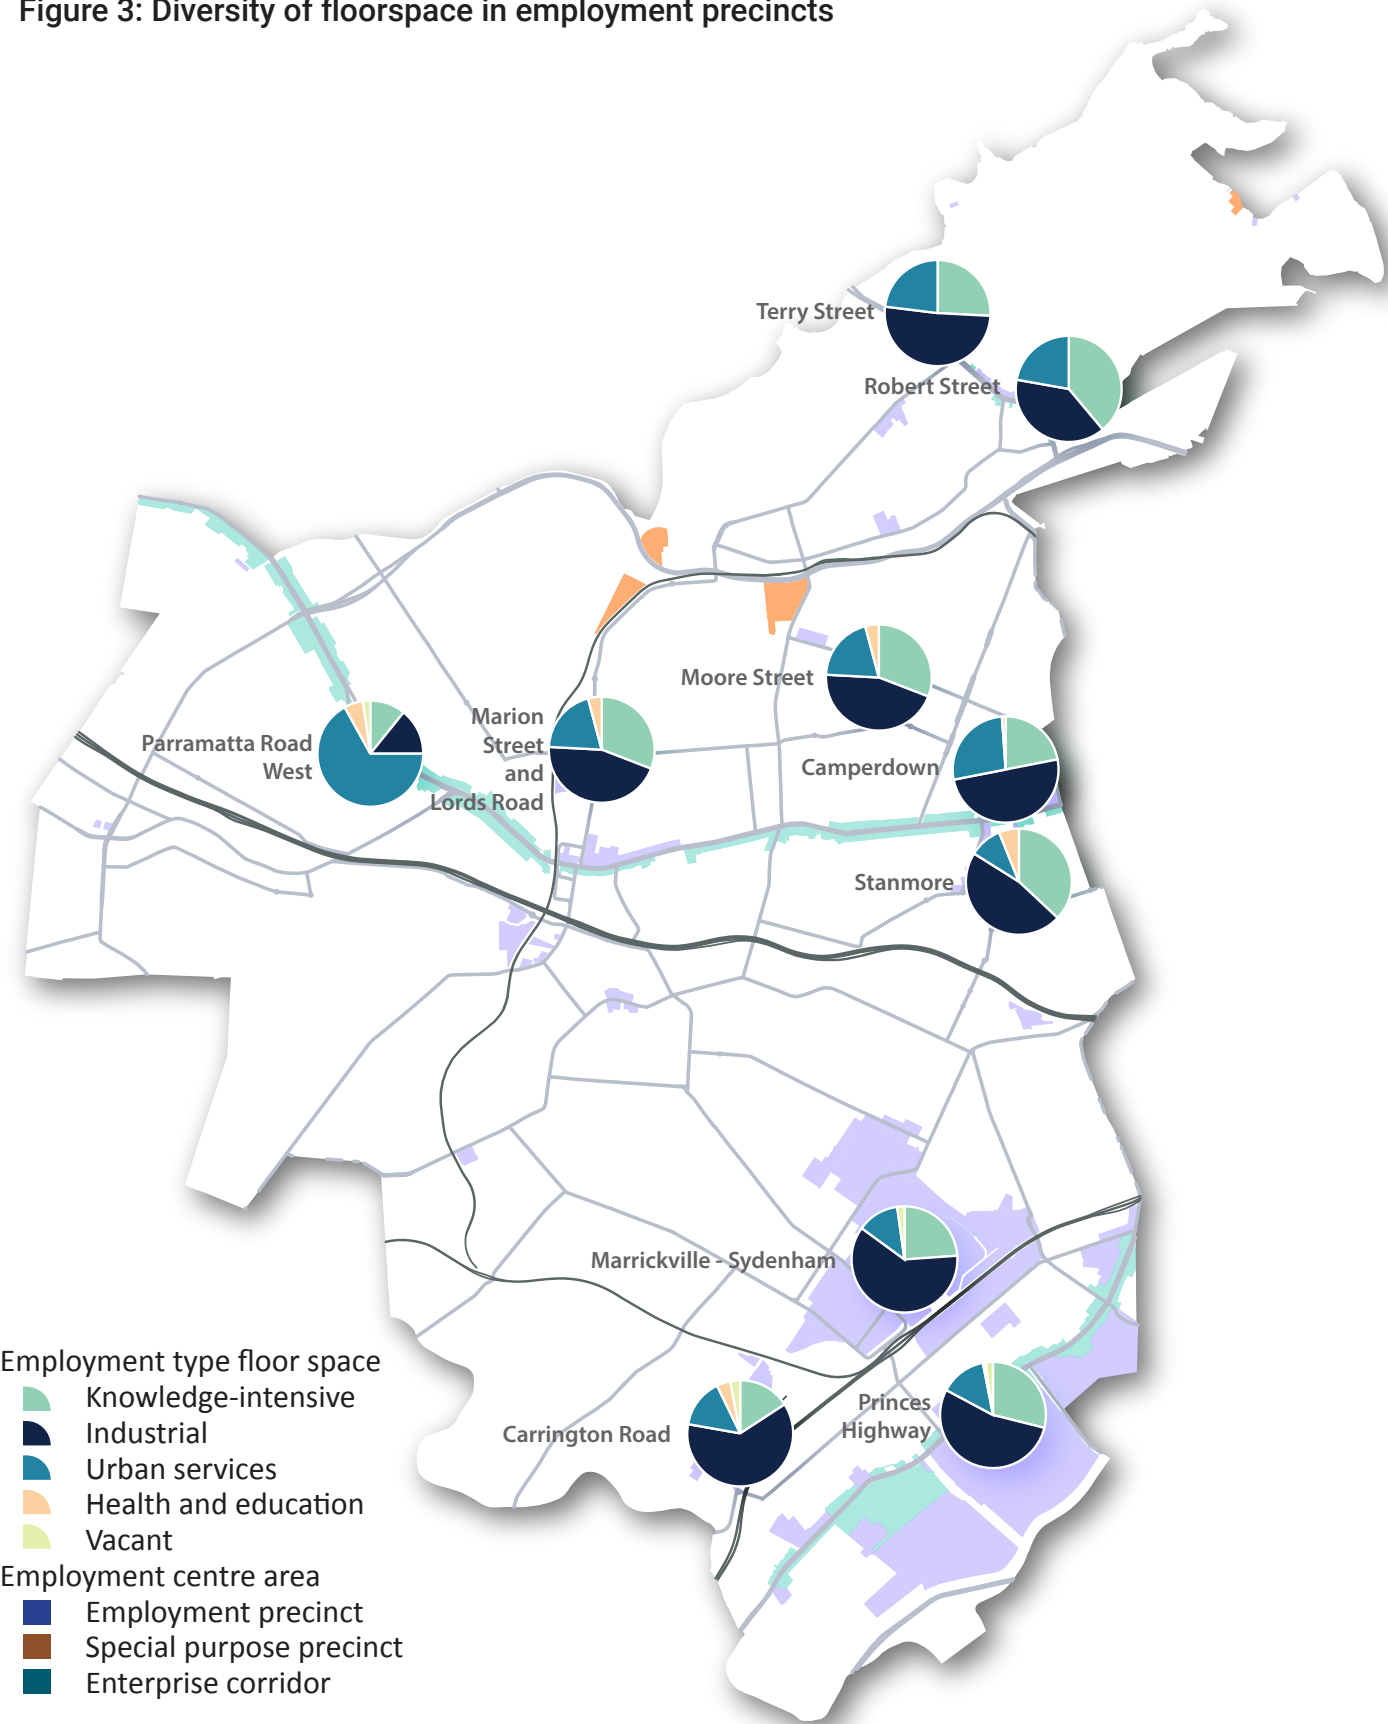 Figure 3: Diversity of floorspace in employment precincts
Terry Street
Robert Street
Moore Street
Marion
Street
and
Lords Road
Parramatta Road
West
Camperdown
Stanmore
Marrickville - Sydenham
Princes
Highway
Carrington Road
Employment type floor space
Knowledge-intensive
Industrial
Urban services
Health and education
Vacant
Employment centre area
Employment precinct
Special purpose precinct
Enterprise corridor